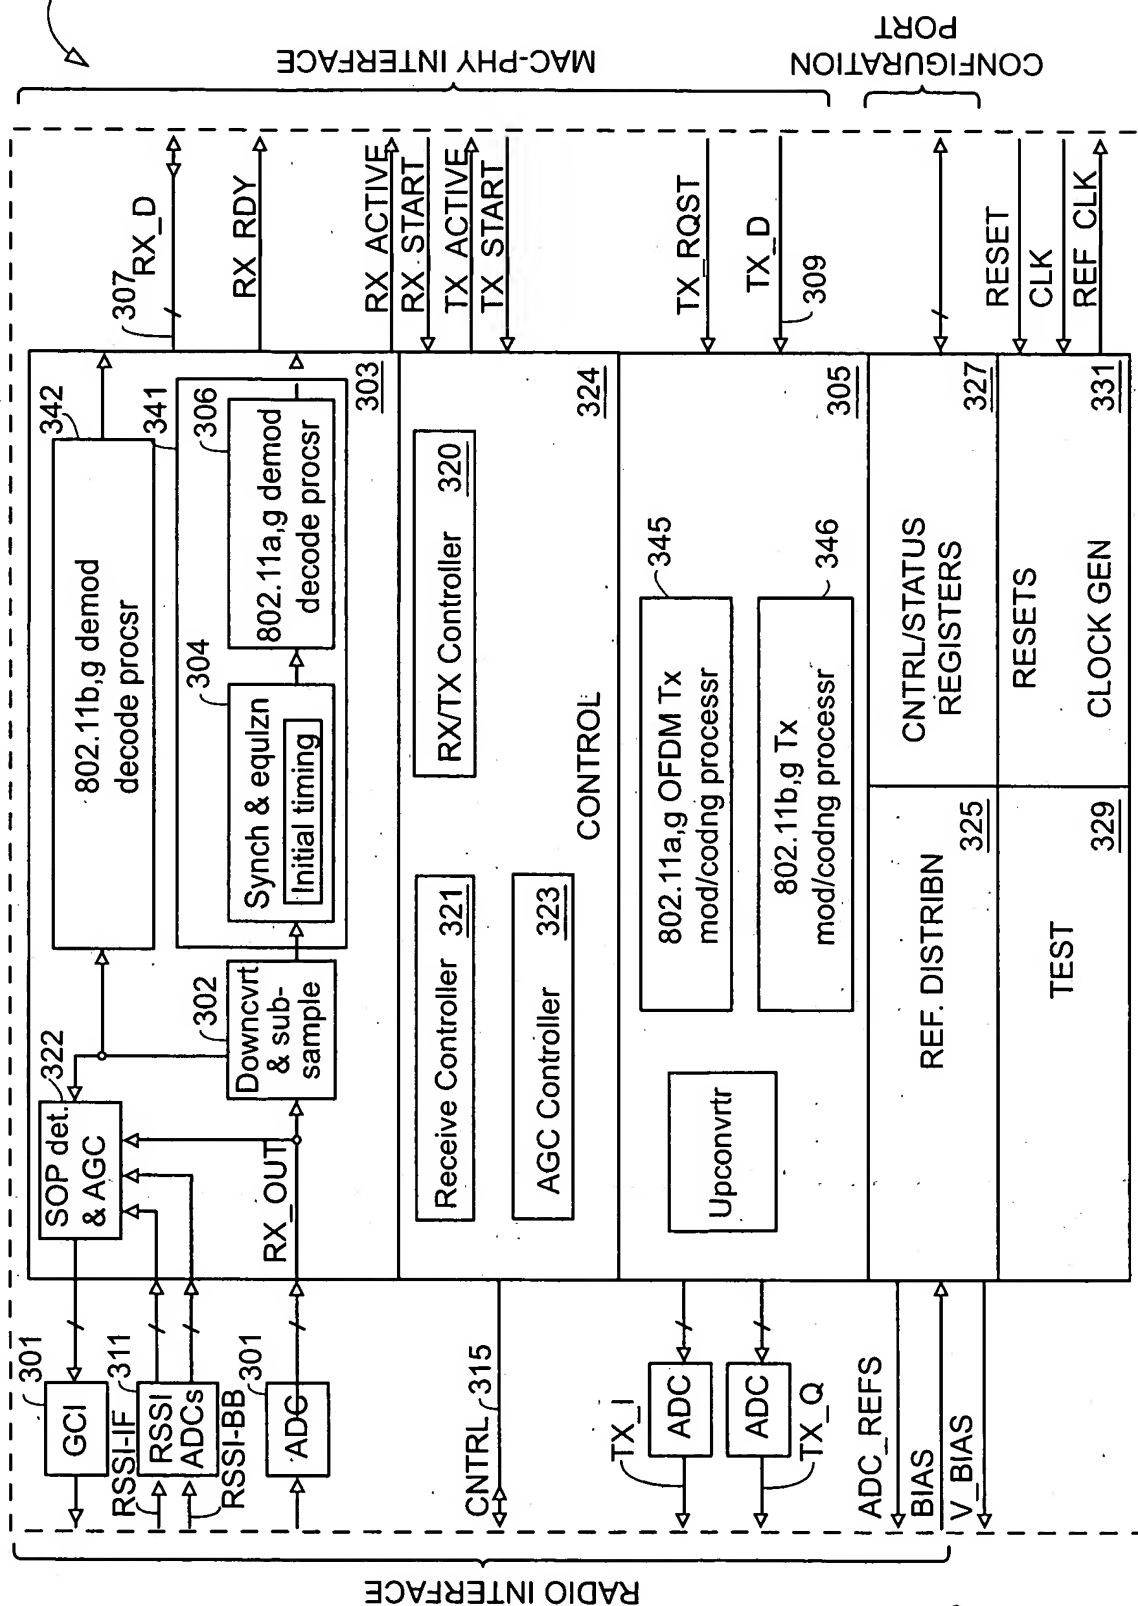 RADIO INTERFACE
MAC-PHY INTERFACE
CONFIGURATION
PORT
301
GCI
RSSI-IF
311
RSSI
ADCs
RSSI-BB
301
ADC
CNTRL
315
TX_I
ADC
ADC
TX_Q
ADC_REFS
BIAS
V_BIAS
322
SOP det.
& AGC
RX_OUT
302
Downcvrt
& sub-
sample
342
802.11b,g demod
decode procsr
341
304
Synch & equlzn
Initial timing
306
802.11a,g demod
decode procsr
303
Receive Controller 321
RX/TX Controller 320
AGC Controller 323
CONTROL
324
Upconvrtr
802.11a,g OFDM Tx
mod/codng processr
345
802.11b,g Tx
mod/codng processr
346
305
REF. DISTRIBN
325
CNTRL/STATUS
REGISTERS
327
TEST
329
RESETS
CLOCK GEN
331
307
RX_D
RX_RDY
RX_ACTIVE
RX_START
TX_ACTIVE
TX_START
TX_RQST
TX_D
309
RESET
CLK
REF_CLK